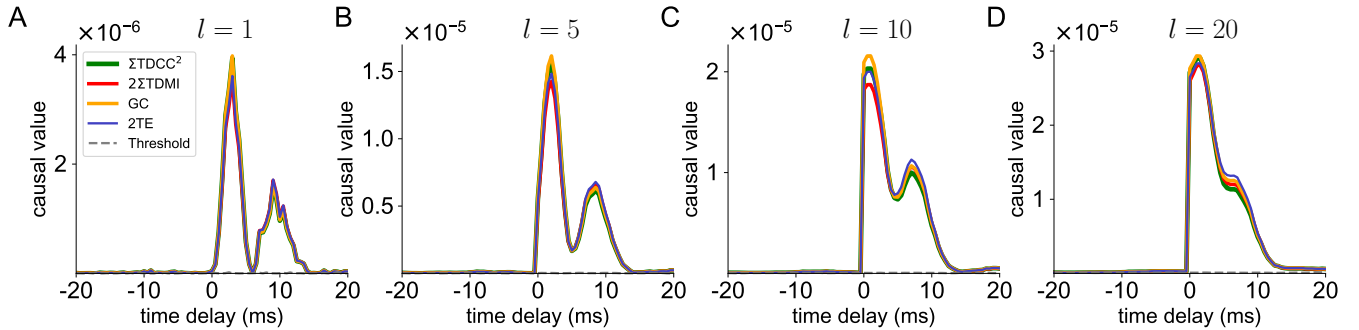 A
×10⁻⁶
l = 1
causal value
4
2
ΣTDCC²
2ΣTDMI
GC
2TE
Threshold
-20 -10 0 10 20
time delay (ms)
B
×10⁻⁵
l = 5
causal value
1.5
1.0
0.5
-20 -10 0 10 20
time delay (ms)
C
×10⁻⁵
l = 10
causal value
2
1
-20 -10 0 10 20
time delay (ms)
D
×10⁻⁵
l = 20
causal value
3
2
1
-20 -10 0 10 20
time delay (ms)